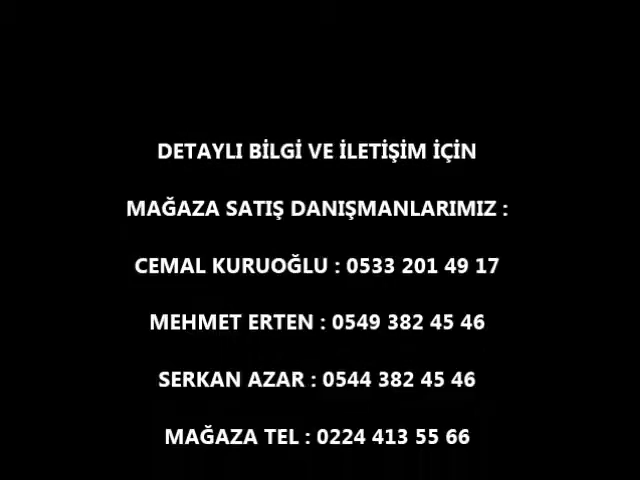 DETAYLI BİLGİ VE İLETİŞİM İÇİN
MAĞAZA SATIŞ DANIŞMANLARIMIZ :
CEMAL KURUOĞLU : 0533 201 49 17
MEHMET ERTEN : 0549 382 45 46
SERKAN AZAR : 0544 382 45 46
MAĞAZA TEL : 0224 413 55 66